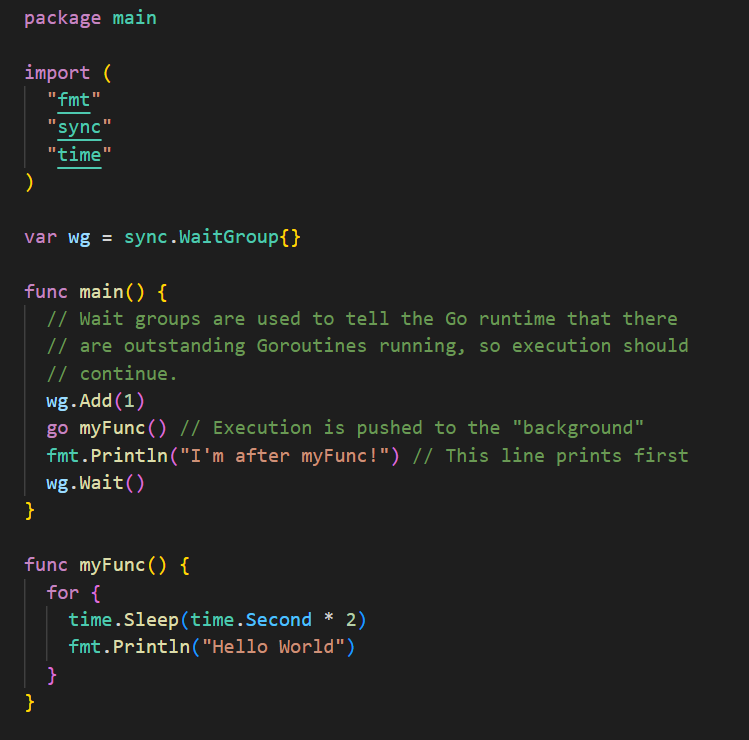 package main
import (
"fmt"
"sync"
"time"
)
var wg = sync.WaitGroup{}
func main() {
// Wait groups are used to tell the Go runtime that there
// are outstanding Goroutines running, so execution should
// continue.
wg.Add(1)
go myFunc() // Execution is pushed to the "background"
fmt.Println("I'm after myFunc!") // This line prints first
wg.Wait()
}
func myFunc() {
for {
time.Sleep(time.Second * 2)
fmt.Println("Hello World")
}
}